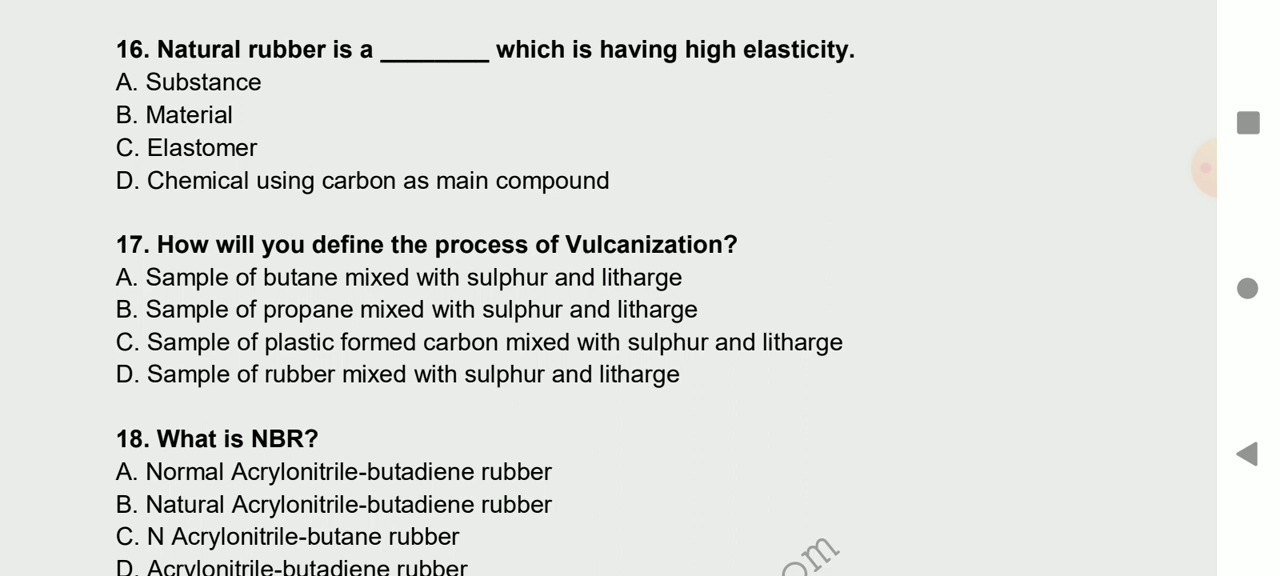 16. Natural rubber is a ________ which is having high elasticity.
A. Substance
B. Material
C. Elastomer
D. Chemical using carbon as main compound
17. How will you define the process of Vulcanization?
A. Sample of butane mixed with sulphur and litharge
B. Sample of propane mixed with sulphur and litharge
C. Sample of plastic formed carbon mixed with sulphur and litharge
D. Sample of rubber mixed with sulphur and litharge
18. What is NBR?
A. Normal Acrylonitrile-butadiene rubber
B. Natural Acrylonitrile-butadiene rubber
C. N Acrylonitrile-butane rubber
D. Acrylonitrile-butadiene rubber
om